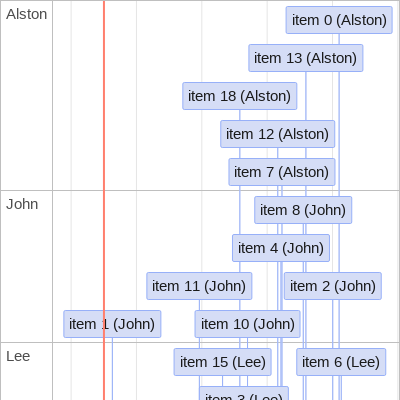 Alston
item 0 (Alston)
item 13 (Alston)
item 18 (Alston)
item 12 (Alston)
item 7 (Alston)
John
item 8 (John)
item 4 (John)
item 11 (John)
item 2 (John)
item 1 (John)
item 10 (John)
Lee
item 15 (Lee)
item 6 (Lee)
item 3 (Lee)